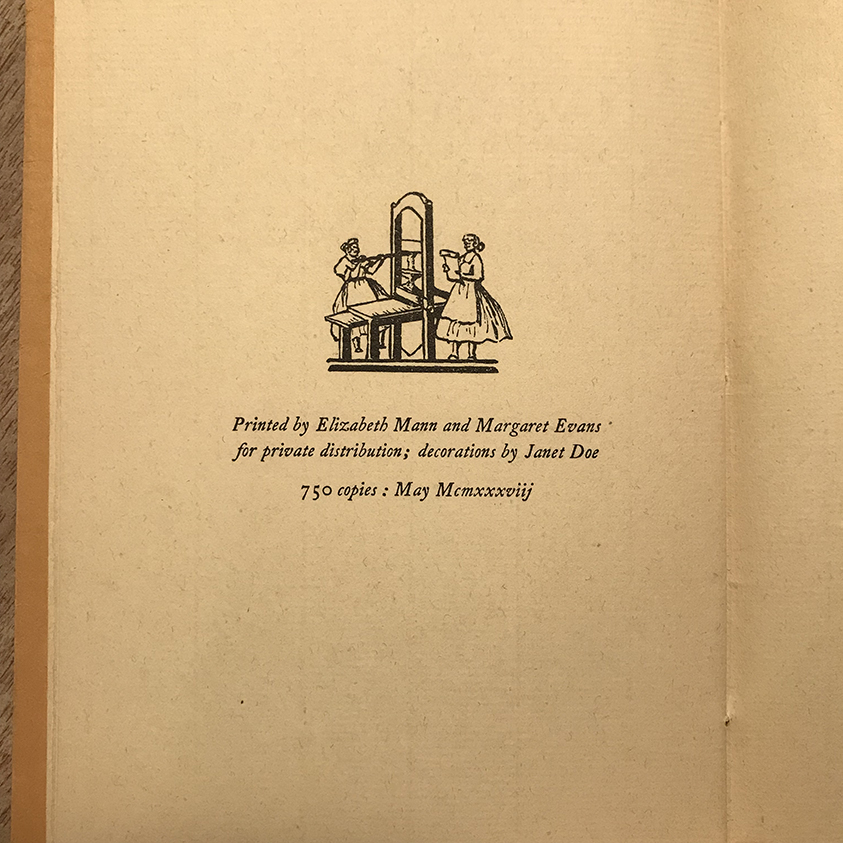 Printed by Elizabeth Mann and Margaret Evans
for private distribution; decorations by Janet Doe
750 copies : May Mcmxxxviij